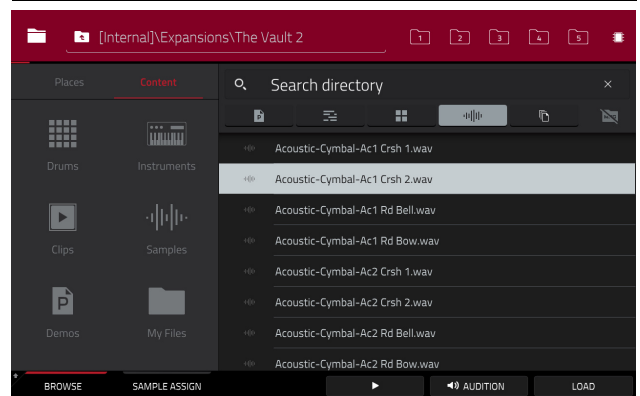 [Internal]\Expansions\The Vault 2
1 2 3 4 5
Places Content
Search directory
P
Drums Instruments
Clips Samples
P
Demos My Files
Acoustic-Cymbal-Ac1 Crsh 1.wav
Acoustic-Cymbal-Ac1 Crsh 2.wav
Acoustic-Cymbal-Ac1 Rd Bell.wav
Acoustic-Cymbal-Ac1 Rd Bow.wav
Acoustic-Cymbal-Ac2 Crsh 1.wav
Acoustic-Cymbal-Ac2 Crsh 2.wav
Acoustic-Cymbal-Ac2 Rd Bell.wav
Acoustic-Cymbal-Ac2 Rd Bow.wav
BROWSE SAMPLE ASSIGN AUDITION LOAD